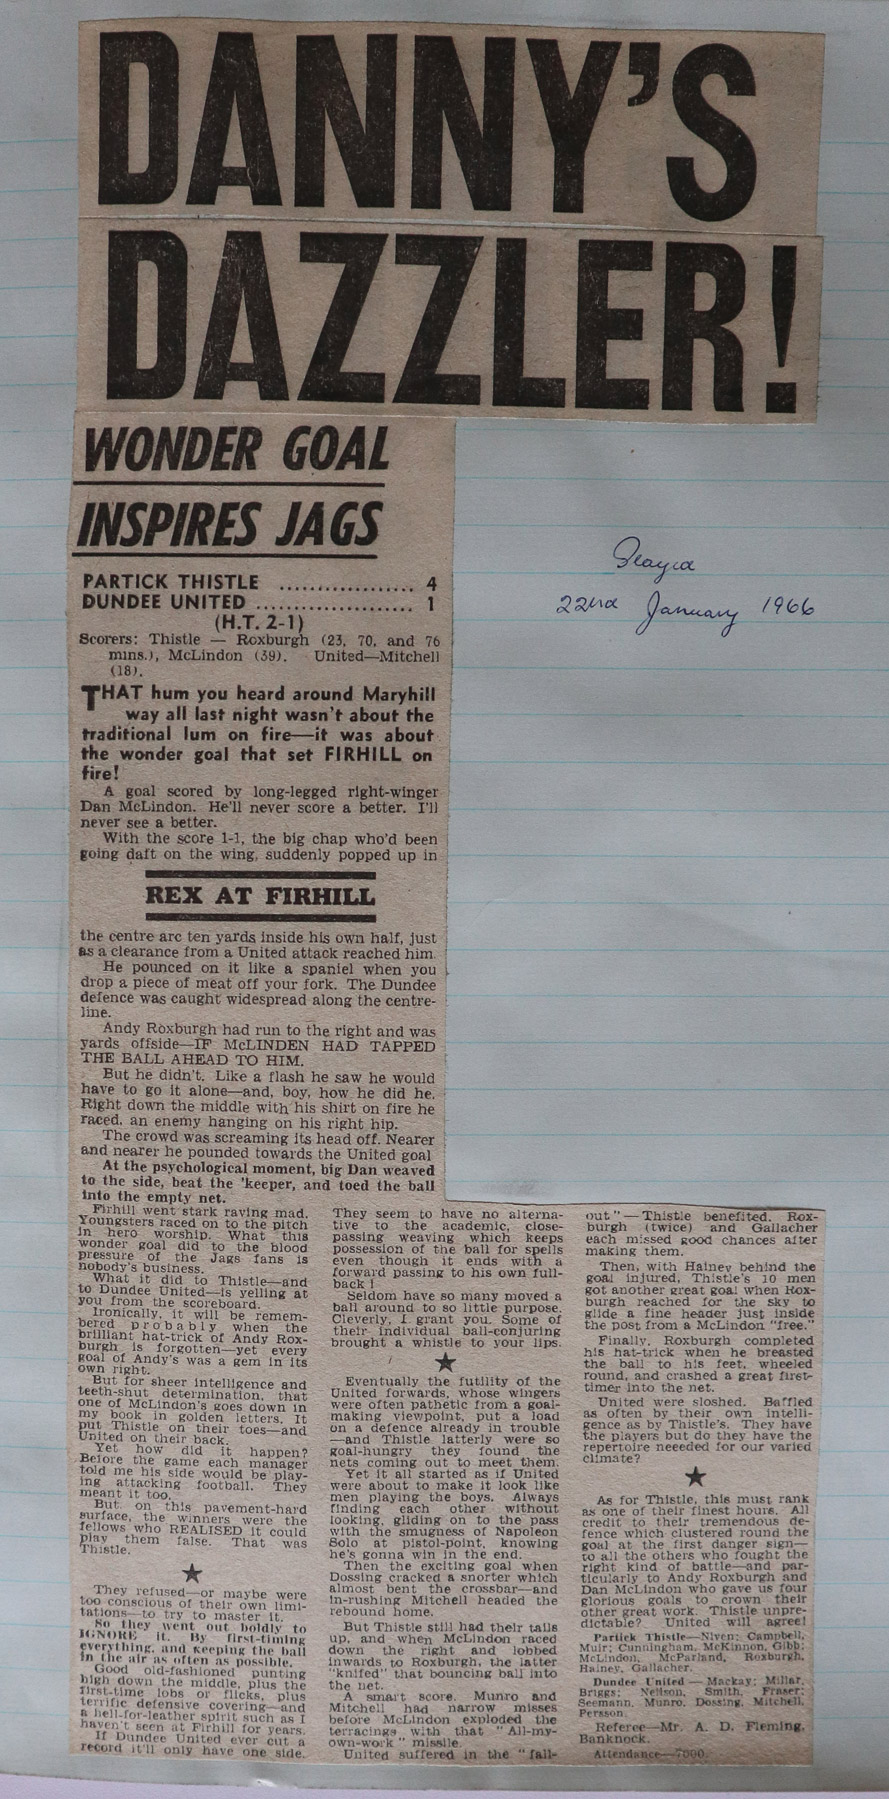 DANNY'S
DAZZLER!
WONDER GOAL
INSPIRES JAGS
PARTICK THISTLE ................ 4
DUNDEE UNITED ................... 1
(H.T. 2-1)
Scorers: Thistle — Roxburgh (23, 70, and 76
mins.), McLindon (39). United—Mitchell
(18).
THAT hum you heard around Maryhill
way all last night wasn't about the
traditional lum on fire—it was about
the wonder goal that set FIRHILL on
fire!
A goal scored by long-legged right-winger
Dan McLindon. He'll never score a better. I'll
never see a better.
With the score 1-1, the big chap who'd been
going daft on the wing, suddenly popped up in
REX AT FIRHILL
the centre arc ten yards inside his own half, just
as a clearance from a United attack reached him.
He pounced on it like a spaniel when you
drop a piece of meat off your fork. The Dundee
defence was caught widespread along the centre-
line.
Andy Roxburgh had run to the right and was
yards offside—IF McLINDEN HAD TAPPED
THE BALL AHEAD TO HIM.
But he didn't. Like a flash he saw he would
have to go it alone—and, boy, how he did he.
Right down the middle with his shirt on fire he
raced, an enemy hanging on his right hip.
The crowd was screaming its head off. Nearer
and nearer he pounded towards the United goal
At the psychological moment, big Dan weaved
to the side, beat the 'keeper, and toed the ball
into the empty net.
Firhill went stark raving mad.
Youngsters raced on to the pitch
in hero worship. What this
wonder goal did to the blood
pressure of the Jags fans is
nobody's business.
What it did to Thistle—and
to Dundee United—is yelling at
you from the scoreboard.
Ironically, it will be remem-
bered probably when the
brilliant hat-trick of Andy Rox-
burgh is forgotten—yet every
goal of Andy's was a gem in its
own right.
But for sheer intelligence and
teeth-shut determination, that
one of McLindon's goes down in
my book in golden letters. It
put Thistle on their toes—and
United on their back.
Yet how did it happen?
Before the game each manager
told me his side would be play-
ing attacking football. They
meant it too.
But, on this pavement-hard
surface, the winners were the
fellows who REALISED it could
play them false. That was
Thistle.
★
They refused—or maybe were
too conscious of their own limi-
tations—to try to master it.
So they went out boldly to
IGNORE it. By first-timing
everything, and keeping the ball
in the air as often as possible.
Good old-fashioned punting
high down the middle, plus the
first-time lobs or flicks, plus
terrific defensive covering—and
a hell-for-leather spirit such as I
haven't seen at Firhill for years.
If Dundee United ever cut a
record it'll only have one side.
They seem to have no alterna-
tive to the academic, close-
passing weaving which keeps
possession of the ball for spells
even though it ends with a
forward passing to his own full-
back!
Seldom have so many moved a
ball around to so little purpose.
Cleverly, I grant you. Some of
their individual ball-conjuring
brought a whistle to your lips.
★
Eventually the futility of the
United forwards, whose wingers
were often pathetic from a goal-
making viewpoint, put a load
on a defence already in trouble
—and Thistle latterly were so
goal-hungry they found the
nets coming out to meet them.
Yet it all started as if United
were about to make it look like
men playing the boys. Always
finding each other without
looking, gliding on to the pass
with the smugness of Napoleon
Solo at pistol-point, knowing
he's gonna win in the end.
Then the exciting goal when
Dossing cracked a snorter which
almost bent the crossbar—and
in-rushing Mitchell headed the
rebound home.
But Thistle still had their tails
up, and when McLindon raced
down the right and lobbed
inwards to Roxburgh, the latter
"knifed" that bouncing ball into
the net.
A smart score. Munro and
Mitchell had narrow misses
before McLindon exploded the
terracings with that "All-my-
own-work" missile.
United suffered in the "fall-
out"—Thistle benefited. Rox-
burgh (twice) and Gallacher
each missed good chances after
making them.
Then, with Hainey behind the
goal injured, Thistle's 10 men
got another great goal when Rox-
burgh reached for the sky to
glide a fine header just inside
the post from a McLindon "free."
Finally, Roxburgh completed
his hat-trick when he breasted
the ball to his feet, wheeled
round, and crashed a great first-
timer into the net.
United were sloshed. Baffled
as often by their own intelli-
gence as by Thistle's. They have
the players but do they have the
repertoire neeeded for our varied
climate?
★
As for Thistle, this must rank
as one of their finest hours. All
credit to their tremendous de-
fence which clustered round the
goal at the first danger sign—
to all the others who fought the
right kind of battle—and par-
ticularly to Andy Roxburgh and
Dan McLindon who gave us four
glorious goals to crown their
other great work. Thistle unpre-
dictable? United will agree!
Partick Thistle—Niven; Campbell,
Muir; Cunningham, McKinnon, Gibb;
McLindon, McParland, Roxburgh,
Hainey, Gallacher.
Dundee United — Mackay; Millar,
Briggs; Neilson, Smith, Fraser;
Seemann, Munro, Dossing, Mitchell,
Persson.
Referee—Mr. A. D. Fleming,
Banknock.
Attendance—7000.
Played
22nd January 1966